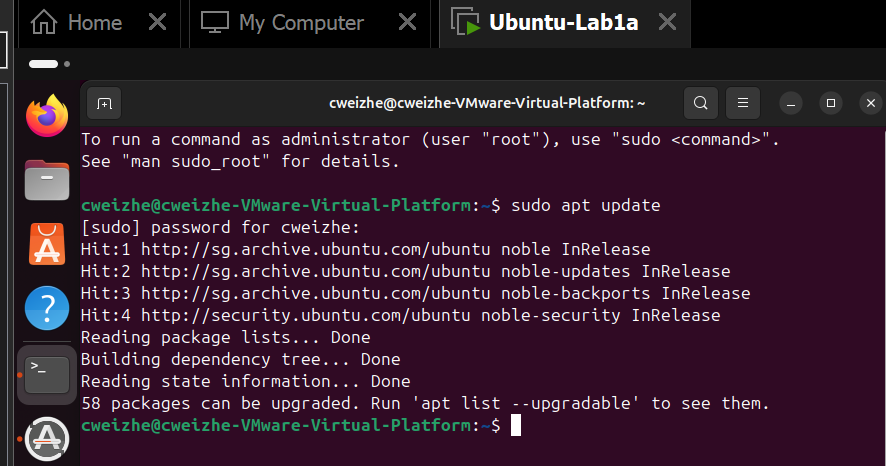 Home
My Computer
Ubuntu-Lab1a
cweizhe@cweizhe-VMware-Virtual-Platform: ~
To run a command as administrator (user "root"), use "sudo <command>".
See "man sudo_root" for details.
cweizhe@cweizhe-VMware-Virtual-Platform:~$ sudo apt update
[sudo] password for cweizhe:
Hit:1 http://sg.archive.ubuntu.com/ubuntu noble InRelease
Hit:2 http://sg.archive.ubuntu.com/ubuntu noble-updates InRelease
Hit:3 http://sg.archive.ubuntu.com/ubuntu noble-backports InRelease
Hit:4 http://security.ubuntu.com/ubuntu noble-security InRelease
Reading package lists... Done
Building dependency tree... Done
Reading state information... Done
58 packages can be upgraded. Run 'apt list --upgradable' to see them.
cweizhe@cweizhe-VMware-Virtual-Platform:~$